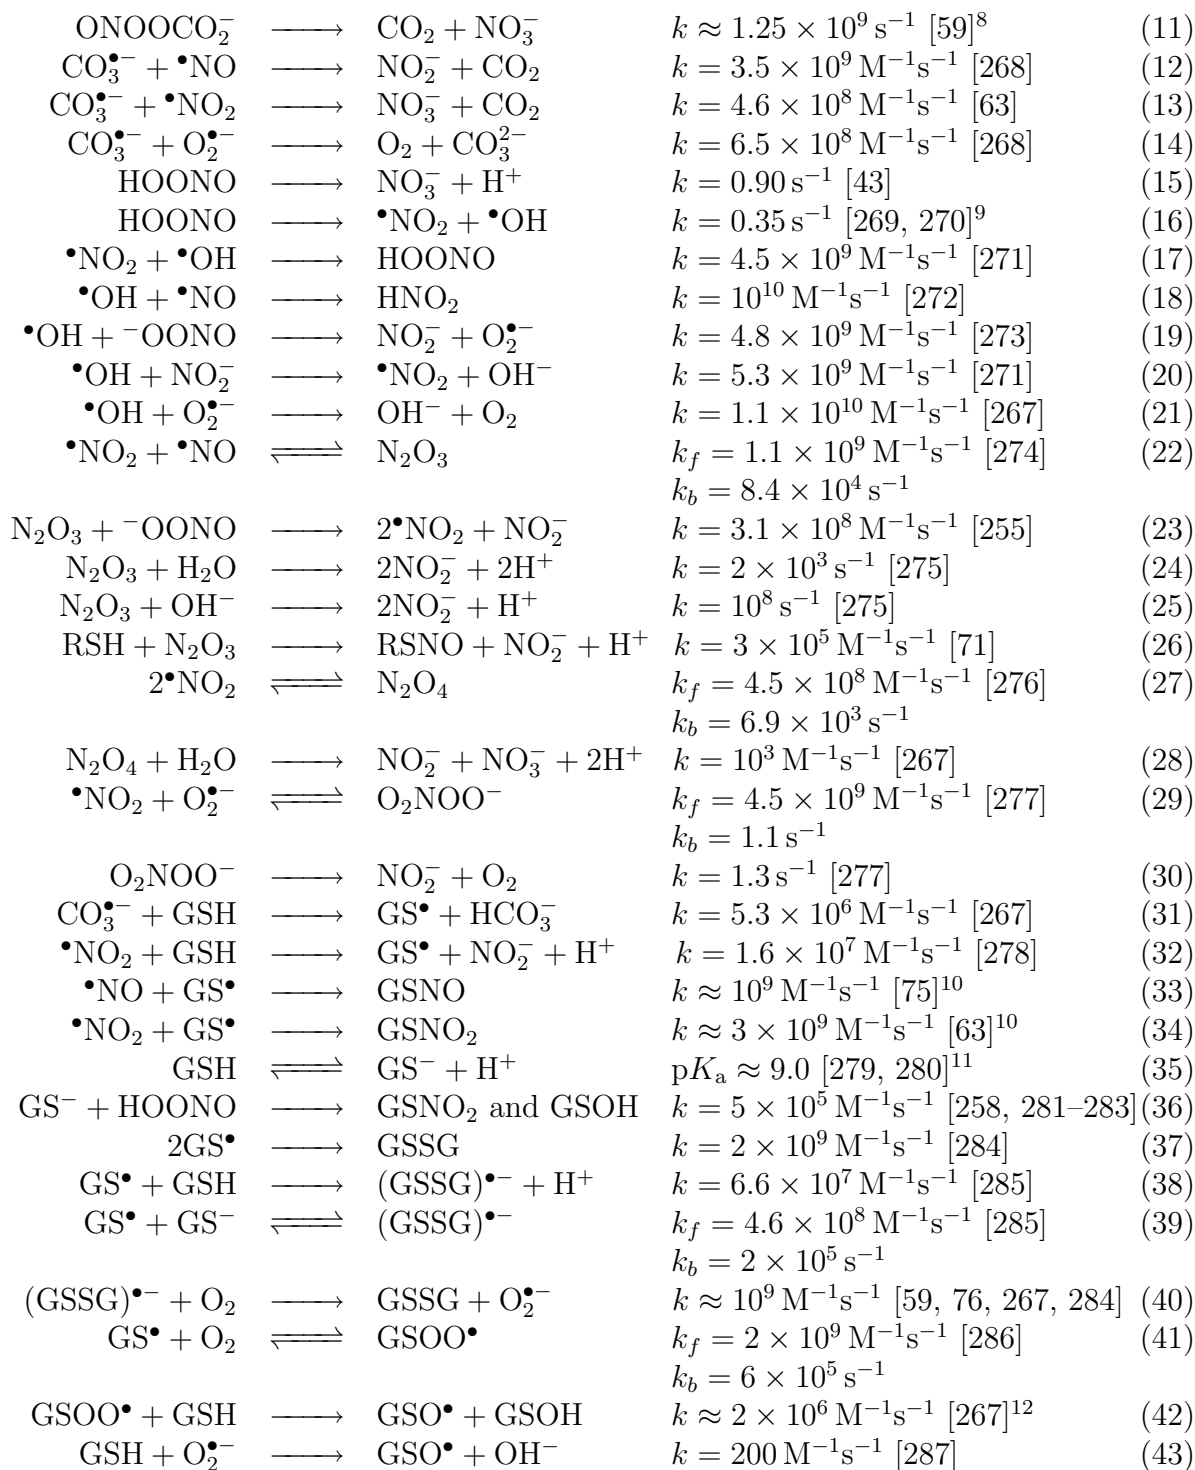 ONOOCO₂⁻ ⟶ CO₂ + NO₃⁻ k ≈ 1.25 × 10⁹ s⁻¹ [59]⁸ (11)
CO₃•⁻ + •NO ⟶ NO₂⁻ + CO₂ k = 3.5 × 10⁹ M⁻¹s⁻¹ [268] (12)
CO₃•⁻ + •NO₂ ⟶ NO₃⁻ + CO₂ k = 4.6 × 10⁸ M⁻¹s⁻¹ [63] (13)
CO₃•⁻ + O₂•⁻ ⟶ O₂ + CO₃²⁻ k = 6.5 × 10⁸ M⁻¹s⁻¹ [268] (14)
HOONO ⟶ NO₃⁻ + H⁺ k = 0.90 s⁻¹ [43] (15)
HOONO ⟶ •NO₂ + •OH k = 0.35 s⁻¹ [269, 270]⁹ (16)
•NO₂ + •OH ⟶ HOONO k = 4.5 × 10⁹ M⁻¹s⁻¹ [271] (17)
•OH + •NO ⟶ HNO₂ k = 10¹⁰ M⁻¹s⁻¹ [272] (18)
•OH + ⁻OONO ⟶ NO₂⁻ + O₂•⁻ k = 4.8 × 10⁹ M⁻¹s⁻¹ [273] (19)
•OH + NO₂⁻ ⟶ •NO₂ + OH⁻ k = 5.3 × 10⁹ M⁻¹s⁻¹ [271] (20)
•OH + O₂•⁻ ⟶ OH⁻ + O₂ k = 1.1 × 10¹⁰ M⁻¹s⁻¹ [267] (21)
•NO₂ + •NO ⇌ N₂O₃ k_f = 1.1 × 10⁹ M⁻¹s⁻¹ [274] (22)
k_b = 8.4 × 10⁴ s⁻¹
N₂O₃ + ⁻OONO ⟶ 2•NO₂ + NO₂⁻ k = 3.1 × 10⁸ M⁻¹s⁻¹ [255] (23)
N₂O₃ + H₂O ⟶ 2NO₂⁻ + 2H⁺ k = 2 × 10³ s⁻¹ [275] (24)
N₂O₃ + OH⁻ ⟶ 2NO₂⁻ + H⁺ k = 10⁸ s⁻¹ [275] (25)
RSH + N₂O₃ ⟶ RSNO + NO₂⁻ + H⁺ k = 3 × 10⁵ M⁻¹s⁻¹ [71] (26)
2•NO₂ ⇌ N₂O₄ k_f = 4.5 × 10⁸ M⁻¹s⁻¹ [276] (27)
k_b = 6.9 × 10³ s⁻¹
N₂O₄ + H₂O ⟶ NO₂⁻ + NO₃⁻ + 2H⁺ k = 10³ M⁻¹s⁻¹ [267] (28)
•NO₂ + O₂•⁻ ⇌ O₂NOO⁻ k_f = 4.5 × 10⁹ M⁻¹s⁻¹ [277] (29)
k_b = 1.1 s⁻¹
O₂NOO⁻ ⟶ NO₂⁻ + O₂ k = 1.3 s⁻¹ [277] (30)
CO₃•⁻ + GSH ⟶ GS• + HCO₃⁻ k = 5.3 × 10⁶ M⁻¹s⁻¹ [267] (31)
•NO₂ + GSH ⟶ GS• + NO₂⁻ + H⁺ k = 1.6 × 10⁷ M⁻¹s⁻¹ [278] (32)
•NO + GS• ⟶ GSNO k ≈ 10⁹ M⁻¹s⁻¹ [75]¹⁰ (33)
•NO₂ + GS• ⟶ GSNO₂ k ≈ 3 × 10⁹ M⁻¹s⁻¹ [63]¹⁰ (34)
GSH ⇌ GS⁻ + H⁺ pKₐ ≈ 9.0 [279, 280]¹¹ (35)
GS⁻ + HOONO ⟶ GSNO₂ and GSOH k = 5 × 10⁵ M⁻¹s⁻¹ [258, 281–283] (36)
2GS• ⟶ GSSG k = 2 × 10⁹ M⁻¹s⁻¹ [284] (37)
GS• + GSH ⟶ (GSSG)•⁻ + H⁺ k = 6.6 × 10⁷ M⁻¹s⁻¹ [285] (38)
GS• + GS⁻ ⇌ (GSSG)•⁻ k_f = 4.6 × 10⁸ M⁻¹s⁻¹ [285] (39)
k_b = 2 × 10⁵ s⁻¹
(GSSG)•⁻ + O₂ ⟶ GSSG + O₂•⁻ k ≈ 10⁹ M⁻¹s⁻¹ [59, 76, 267, 284] (40)
GS• + O₂ ⇌ GSOO• k_f = 2 × 10⁹ M⁻¹s⁻¹ [286] (41)
k_b = 6 × 10⁵ s⁻¹
GSOO• + GSH ⟶ GSO• + GSOH k ≈ 2 × 10⁶ M⁻¹s⁻¹ [267]¹² (42)
GSH + O₂•⁻ ⟶ GSO• + OH⁻ k = 200 M⁻¹s⁻¹ [287] (43)